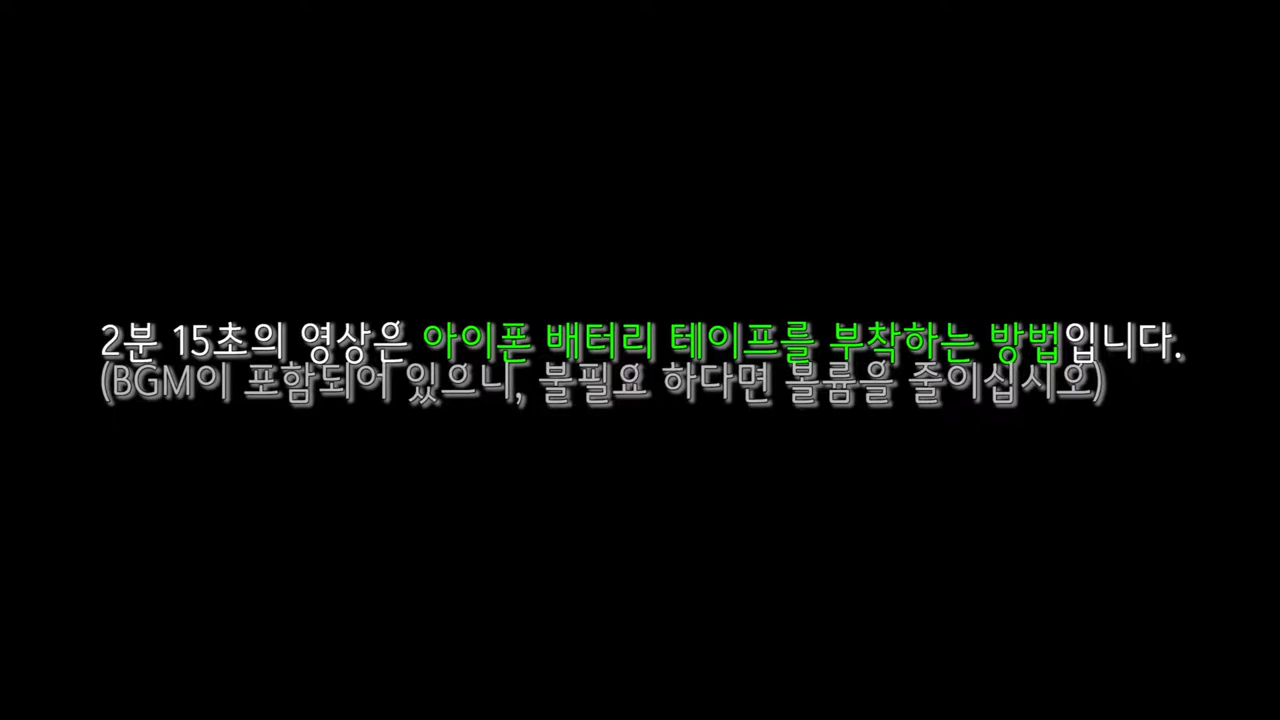 2분 15초의 영상은 아이폰 배터리 테이프를 부착하는 방법입니다.
(BGM이 포함되어 있으니, 불필요 하다면 볼륨을 줄이십시오)